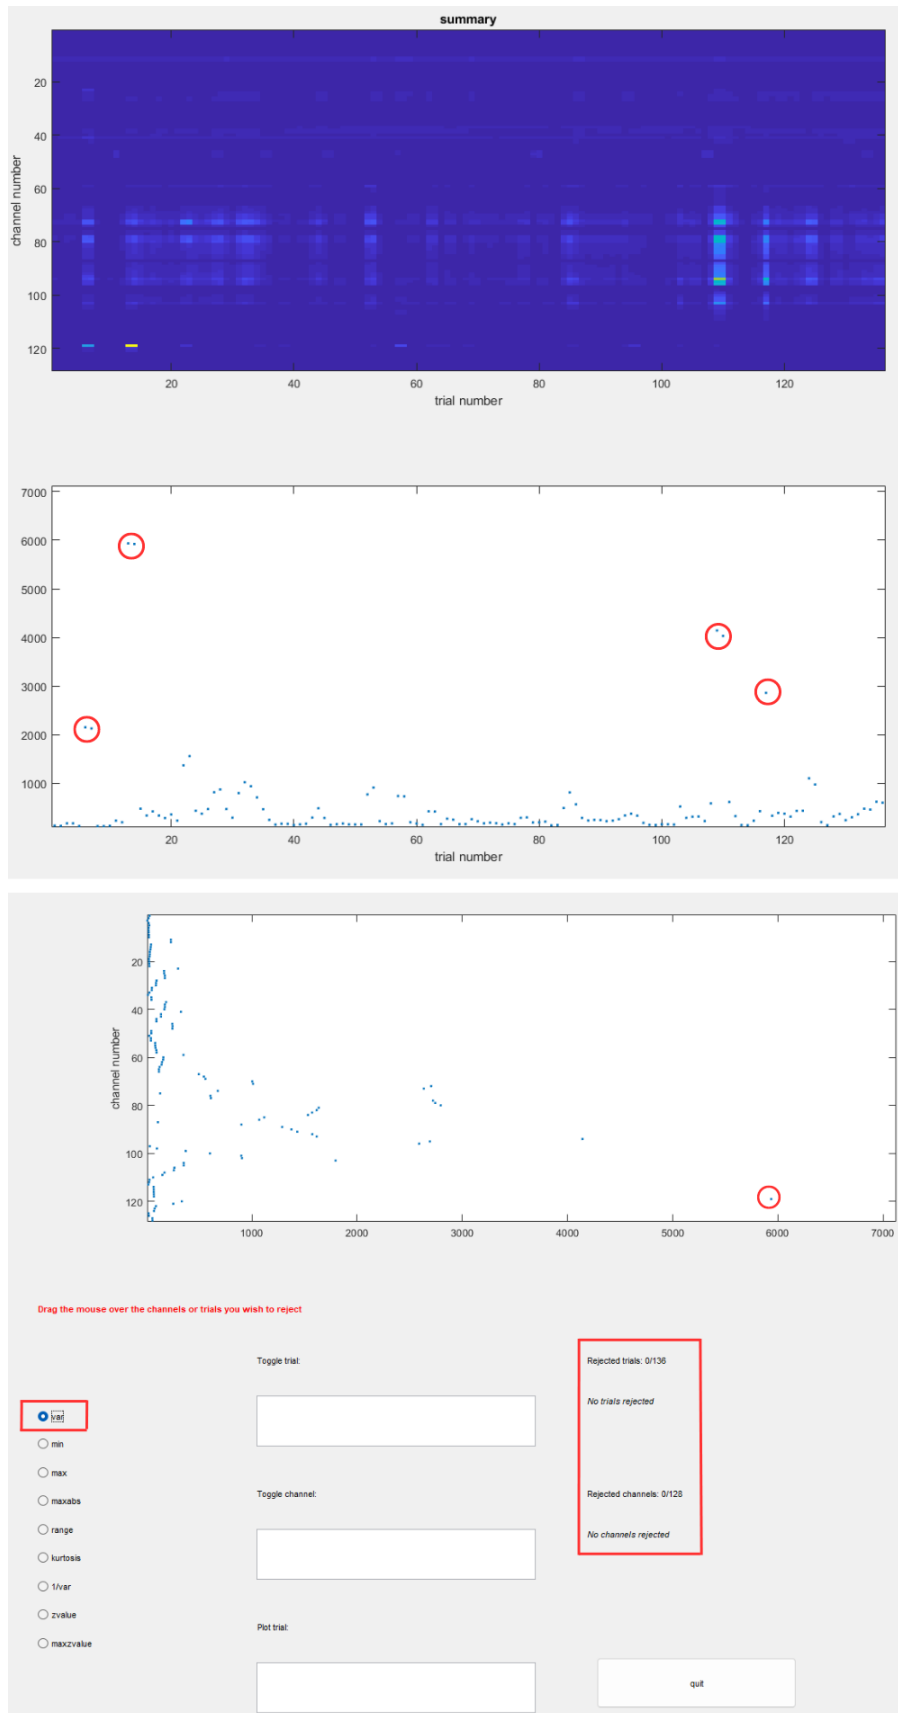 summary
channel number
20
40
60
80
100
120
20 40 60 80 100 120
trial number
7000
6000
5000
4000
3000
2000
1000
20 40 60 80 100 120
trial number
channel number
20
40
60
80
100
120
1000 2000 3000 4000 5000 6000 7000
Drag the mouse over the channels or trials you wish to reject
Toggle trial:
Rejected trials: 0/136
No trials rejected
var
min
max
maxabs
Toggle channel:
Rejected channels: 0/128
range
No channels rejected
kurtosis
1/var
zvalue
Plot trial:
maxzvalue
quit